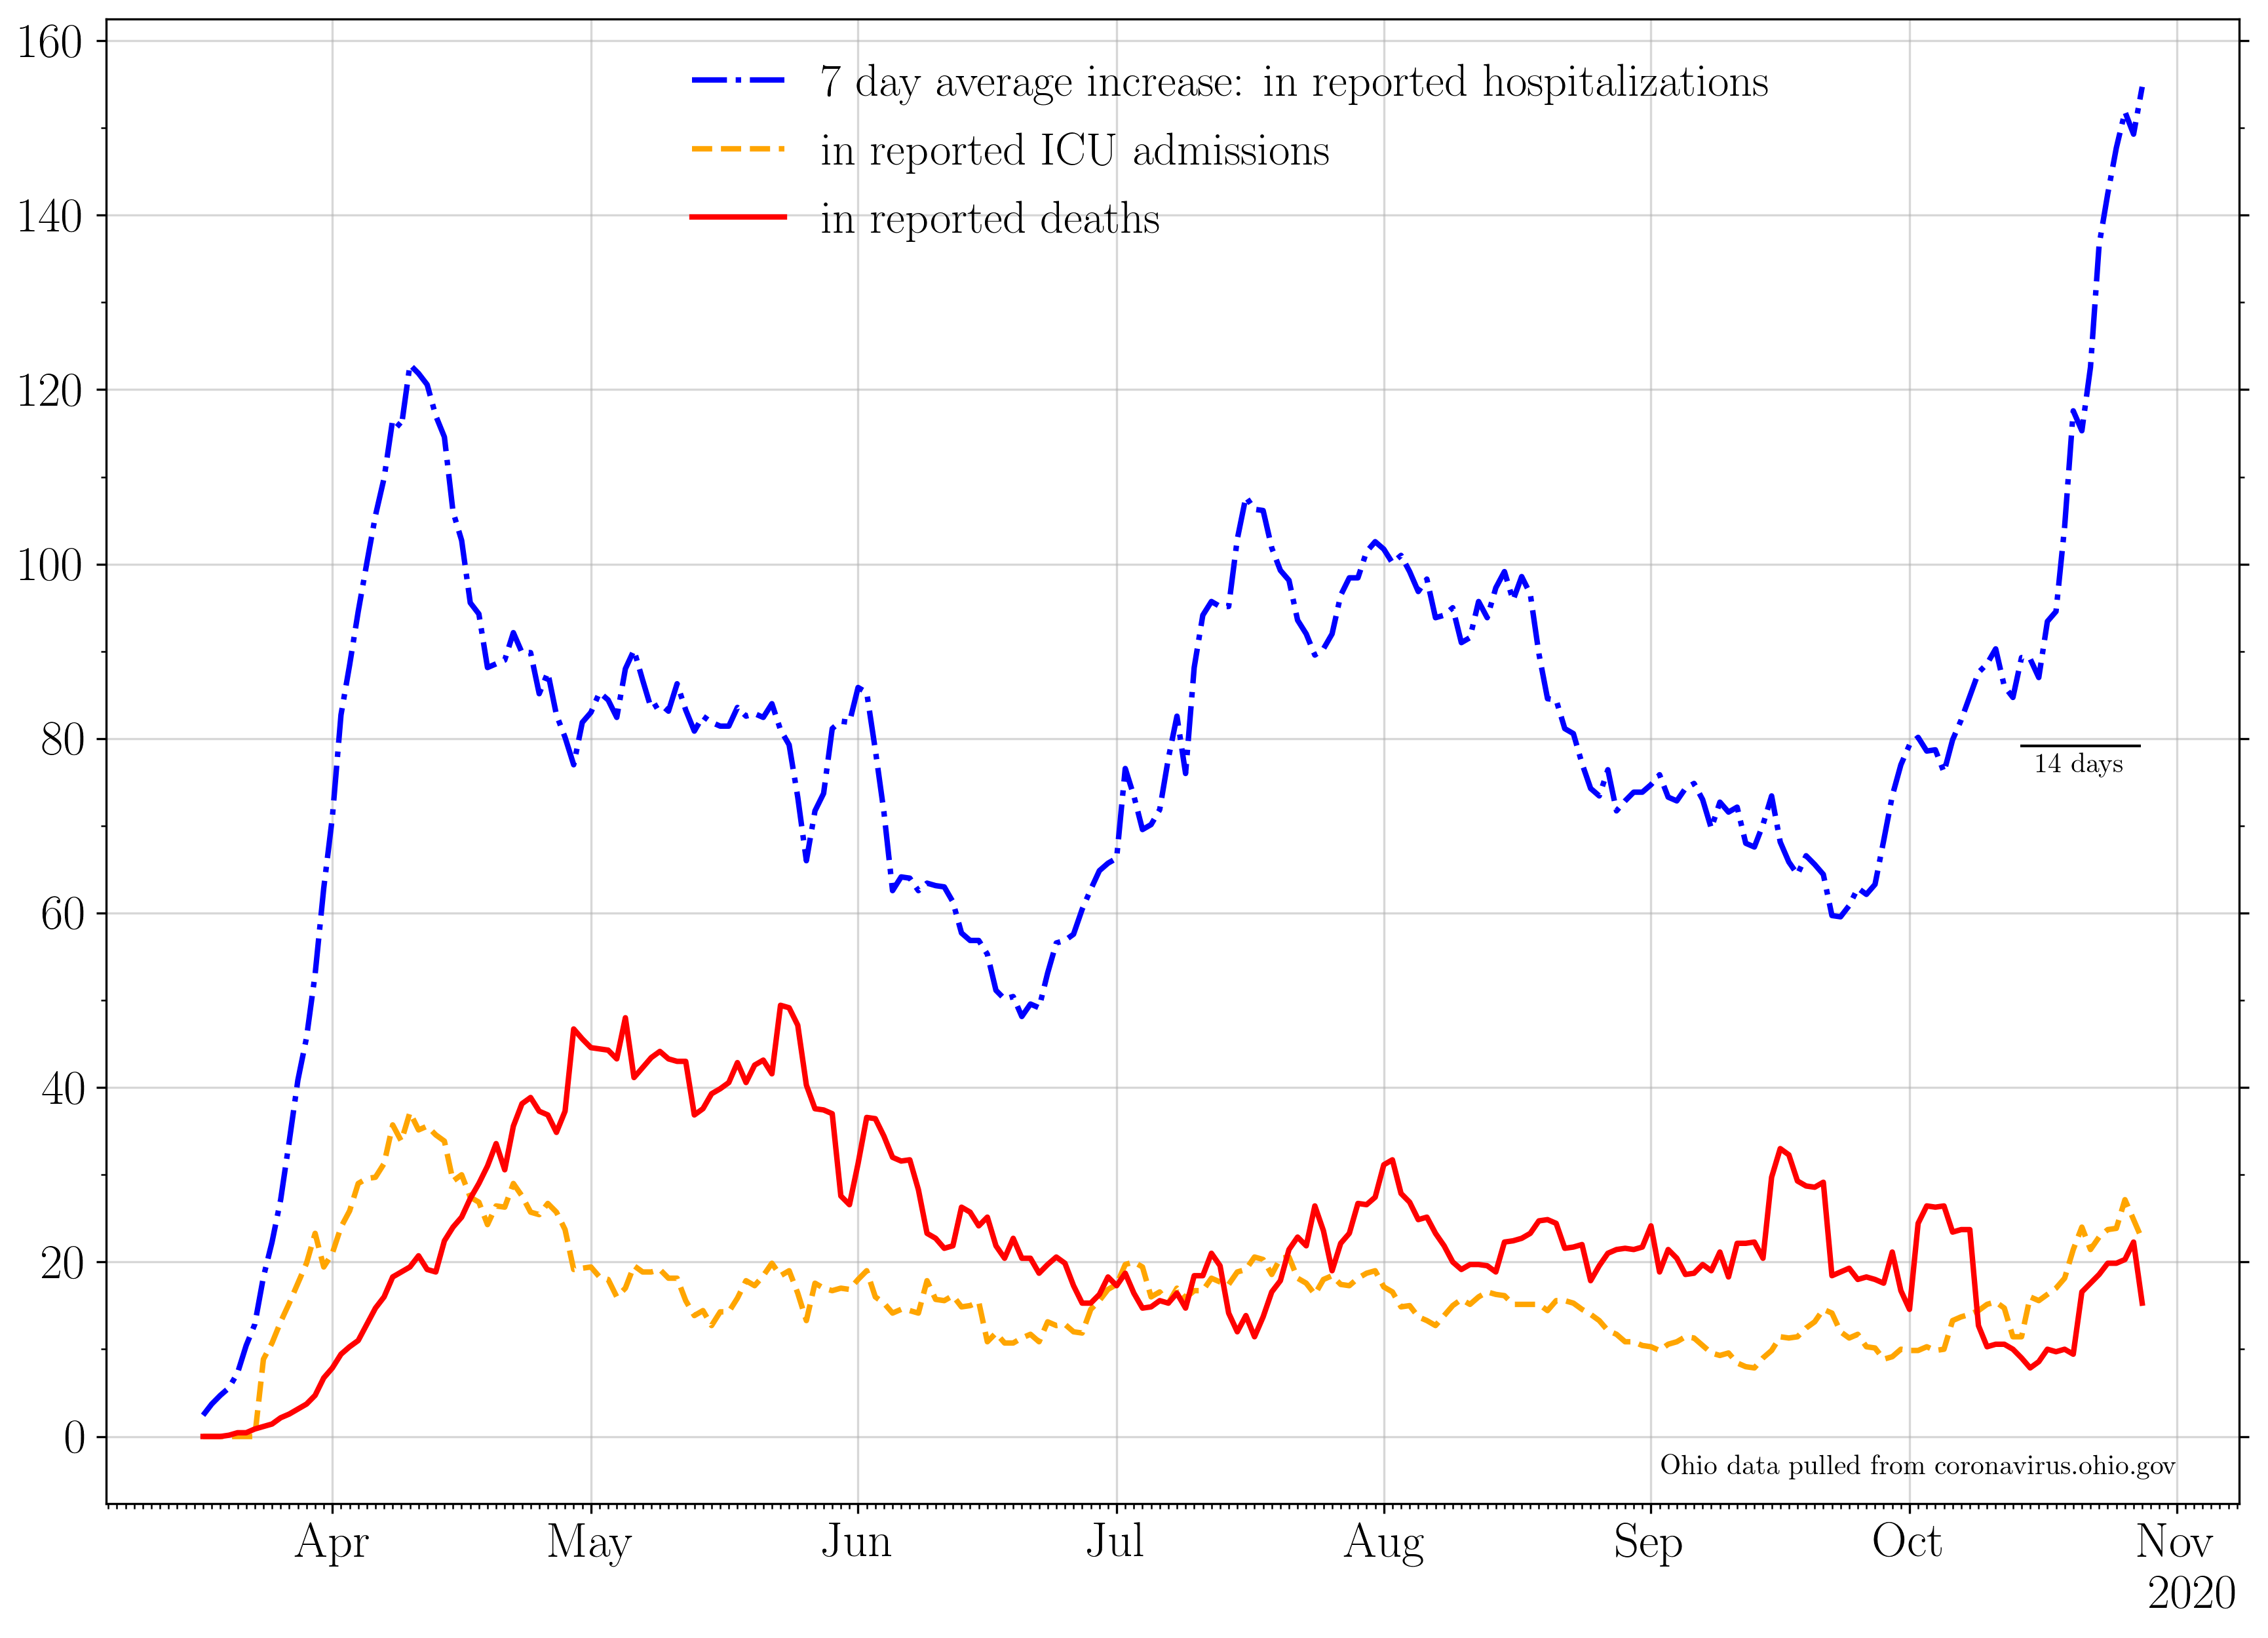 160
7 day average increase: in reported hospitalizations
in reported ICU admissions
140
in reported deaths
120
100
80
14 days
60
40
20
0
Ohio data pulled from coronavirus.ohio.gov
Apr May Jun Jul Aug Sep Oct Nov
2020